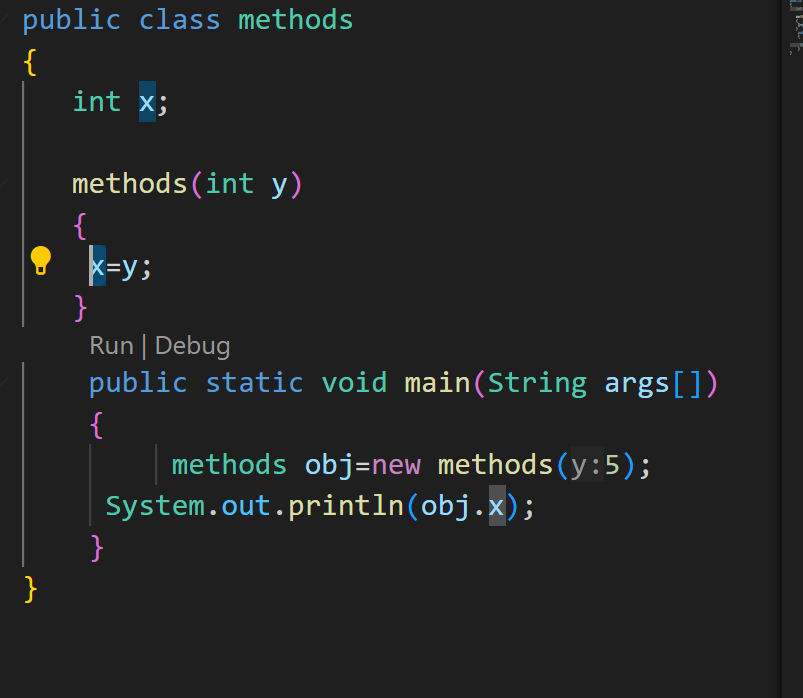 public class methods
{
int x;
methods(int y)
{
x=y;
}
Run | Debug
public static void main(String args[])
{
methods obj=new methods(y:5);
System.out.println(obj.x);
}
}